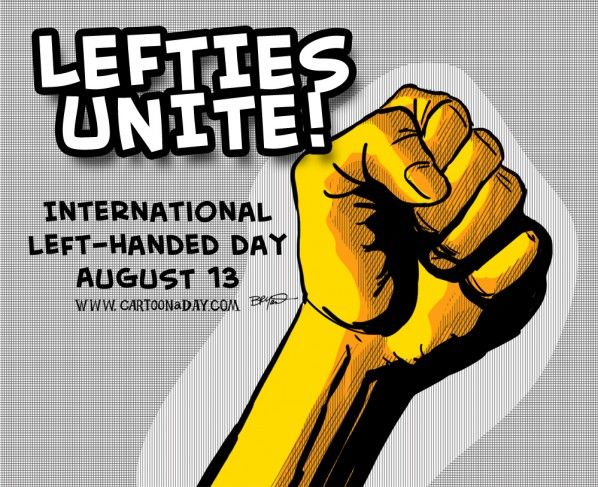 LEFTIES
UNITE!
INTERNATIONAL
LEFT-HANDED DAY
AUGUST 13
WWW.CARTOONaDAY.COM